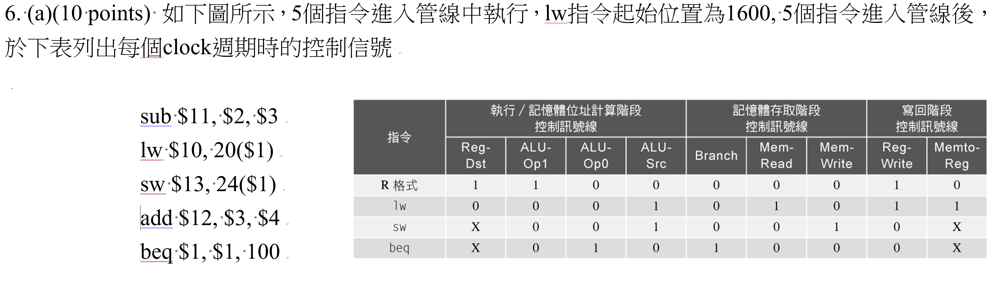 6. (a)(10 points) 如下圖所示，5個指令進入管線中執行，lw指令起始位置為1600, 5個指令進入管線後，
於下表列出每個clock週期時的控制信號
sub $11, $2, $3
lw $10, 20($1)
sw $13, 24($1)
add $12, $3, $4
beq $1, $1, 100
指令
執行/記憶體位址計算階段
控制訊號線
記憶體存取階段
控制訊號線
寫回階段
控制訊號線
Reg-
Dst
ALU-
Op1
ALU-
Op0
ALU-
Src
Branch
Mem-
Read
Mem-
Write
Reg-
Write
Memto-
Reg
R 格式 1 1 0 0 0 0 0 1 0
lw 0 0 0 1 0 1 0 1 1
sw X 0 0 1 0 0 1 0 X
beq X 0 1 0 1 0 0 0 X